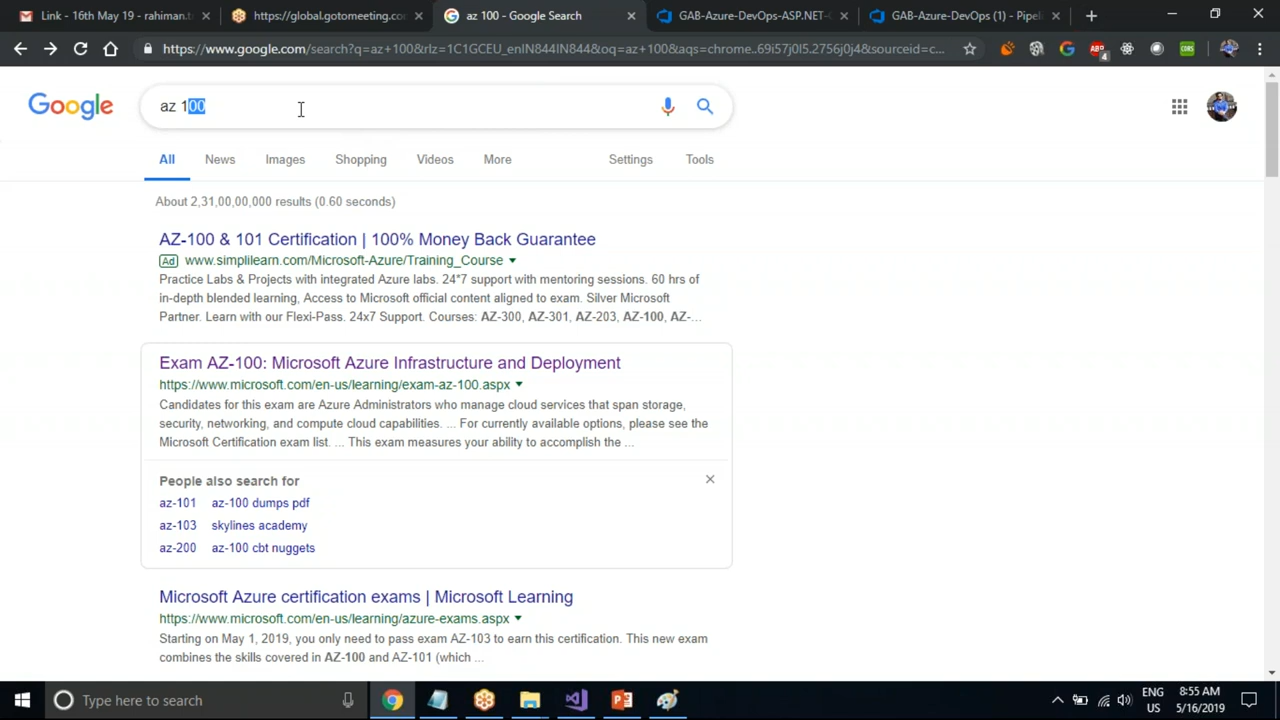 Link - 16th May 19 - rahiman.t
https://global.gotomeeting.co
az 100 - Google Search
GAB-Azure-DevOps-ASP.NET-
GAB-Azure-DevOps (1) - Pipel
https://www.google.com/search?q=az+100&rlz=1C1GCEU_enIN844IN844&oq=az+100&aqs=chrome..69i57j0l5.2756j0j4&sourceid=c...
ABP
4
CORS
Google
az 100
All
News
Images
Shopping
Videos
More
Settings
Tools
About 2,31,00,00,000 results (0.60 seconds)
AZ-100 & 101 Certification | 100% Money Back Guarantee
Ad www.simplilearn.com/Microsoft-Azure/Training_Course
Practice Labs & Projects with integrated Azure labs. 24*7 support with mentoring sessions. 60 hrs of
in-depth blended learning, Access to Microsoft official content aligned to exam. Silver Microsoft
Partner. Learn with our Flexi-Pass. 24x7 Support. Courses: AZ-300, AZ-301, AZ-203, AZ-100, AZ-...
Exam AZ-100: Microsoft Azure Infrastructure and Deployment
https://www.microsoft.com/en-us/learning/exam-az-100.aspx
Candidates for this exam are Azure Administrators who manage cloud services that span storage,
security, networking, and compute cloud capabilities. ... For currently available options, please see the
Microsoft Certification exam list. ... This exam measures your ability to accomplish the ...
People also search for
az-101 az-100 dumps pdf
az-103 skylines academy
az-200 az-100 cbt nuggets
Microsoft Azure certification exams | Microsoft Learning
https://www.microsoft.com/en-us/learning/azure-exams.aspx
Starting on May 1, 2019, you only need to pass exam AZ-103 to earn this certification. This new exam
combines the skills covered in AZ-100 and AZ-101 (which ...
Type here to search
ENG
US
8:55 AM
5/16/2019